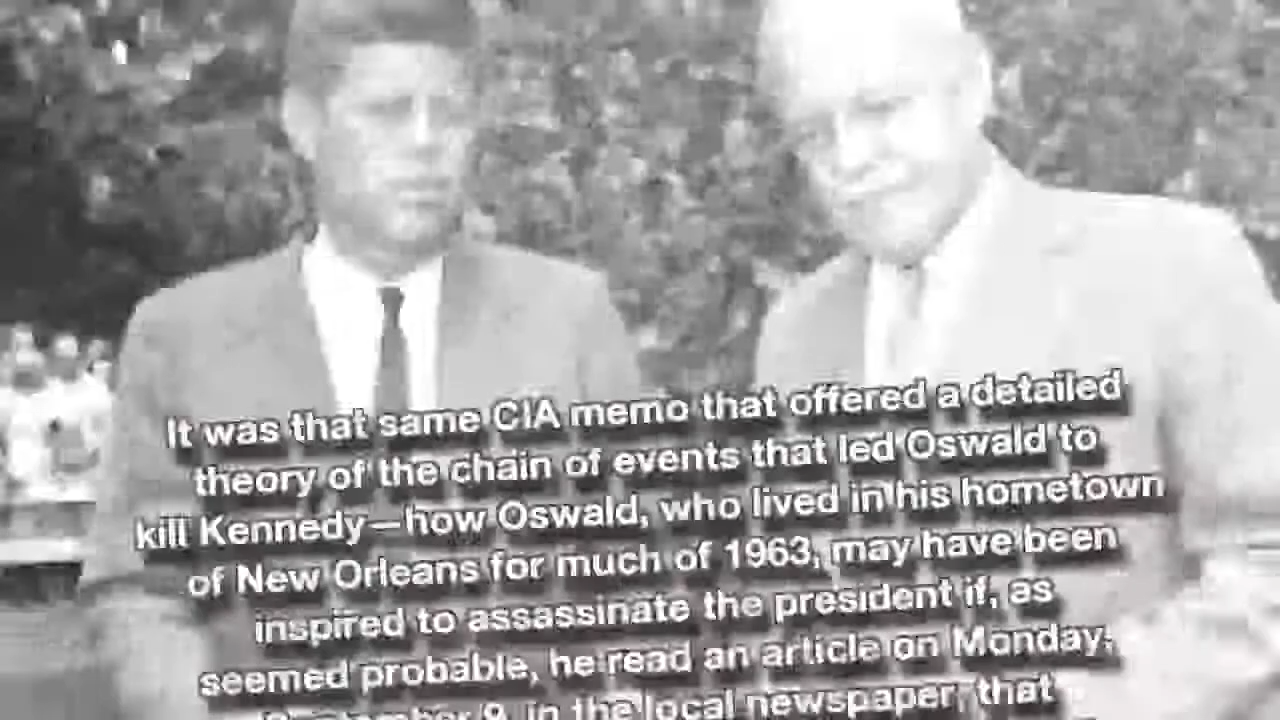 It was that same CIA memo that offered a detailed
theory of the chain of events that led Oswald to
kill Kennedy—how Oswald, who lived in his hometown
of New Orleans for much of 1963, may have been
inspired to assassinate the president if, as
seemed probable, he read an article on Monday,
September 9, in the local newspaper, that